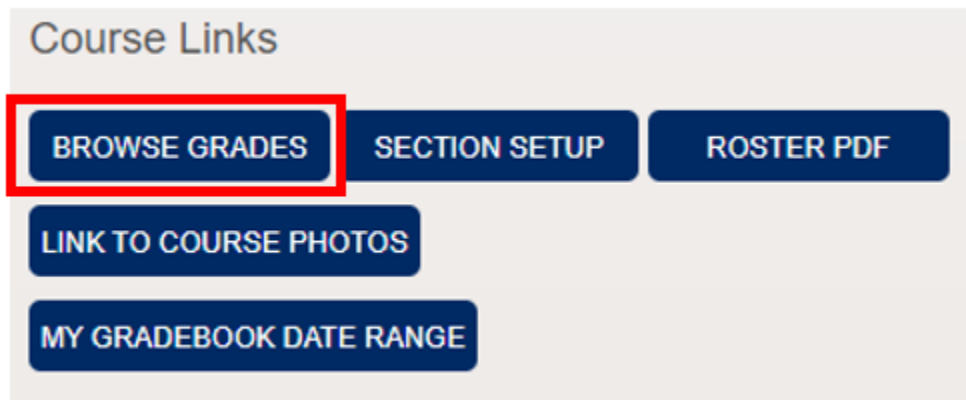 Course Links
BROWSE GRADES SECTION SETUP ROSTER PDF
LINK TO COURSE PHOTOS
MY GRADEBOOK DATE RANGE